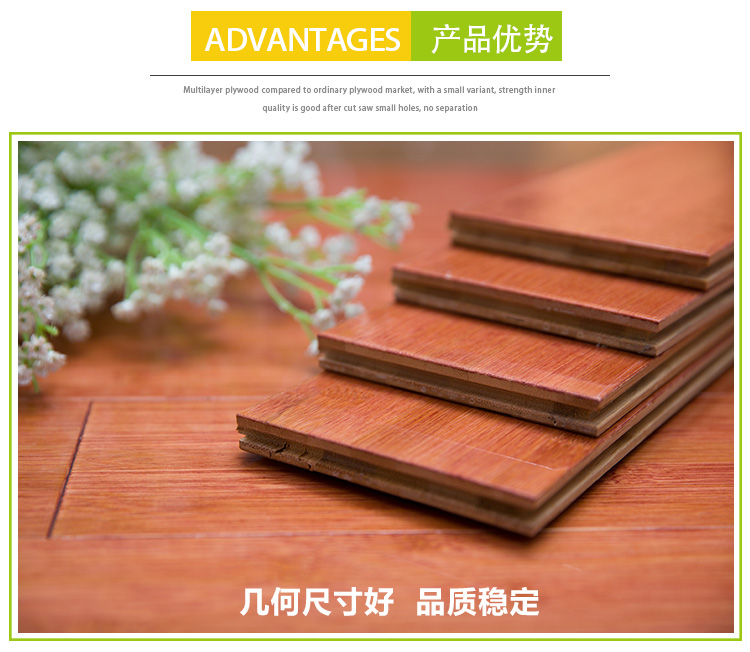 ADVANTAGES 产品优势
Multilayer plywood compared to ordinary plywood market, with a small variant, strength inner
quality is good after cut saw small holes, no separation
几何尺寸好 品质稳定